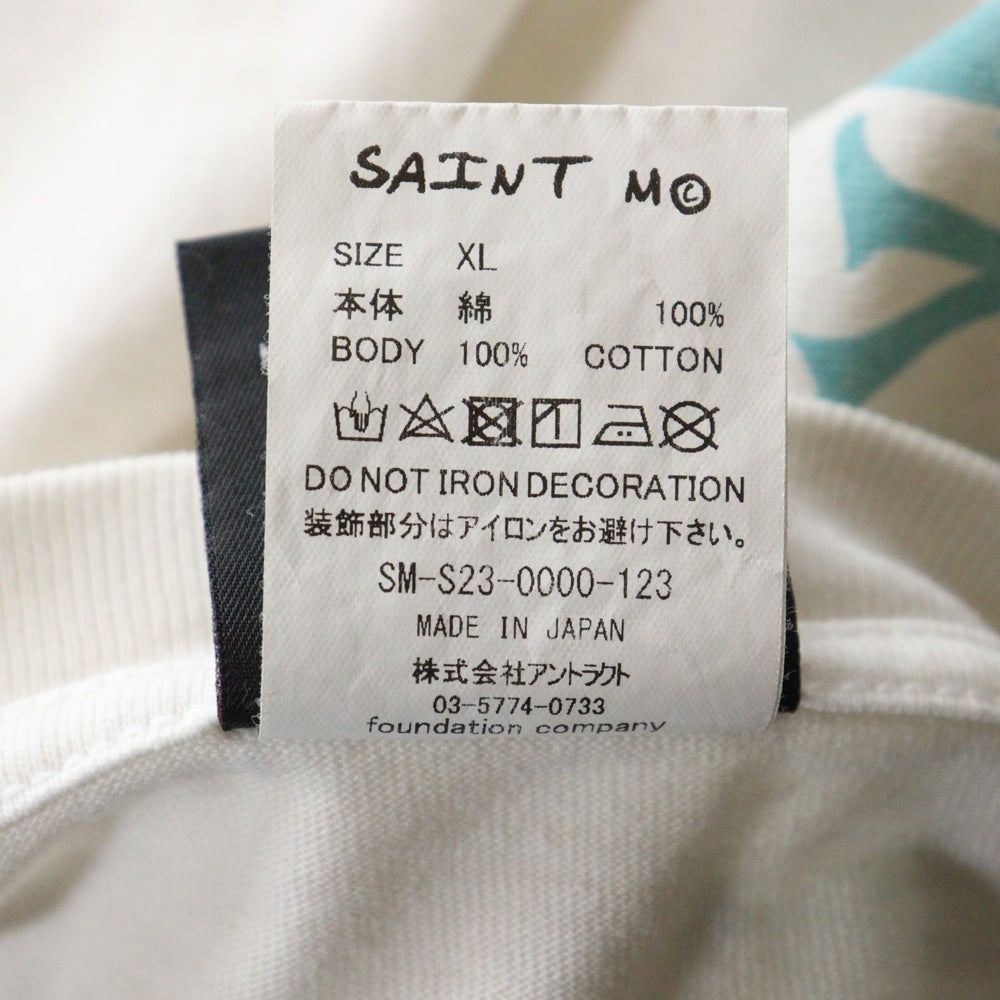 SAINT M©
SIZE XL
本体 綿 100%
BODY 100% COTTON
DO NOT IRON DECORATION
装飾部分はアイロンをお避け下さい。
SM-S23-0000-123
MADE IN JAPAN
株式会社アントラクト
03-5774-0733
foundation company